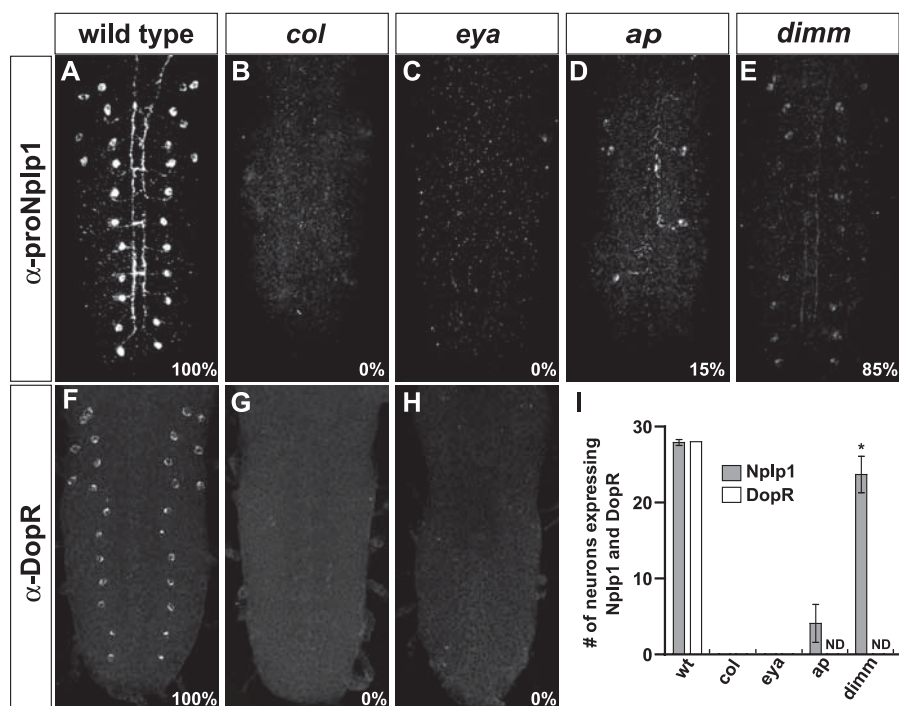 wild type
col
eya
ap
dimm
α-proNplp1
A
B
C
D
E
100%
0%
0%
15%
85%
α-DopR
F
G
H
100%
0%
0%
I
# of neurons expressing
Nplp1 and DopR
30
20
10
0
Nplp1
DopR
*
ND
ND
wt
col
eya
ap
dimm